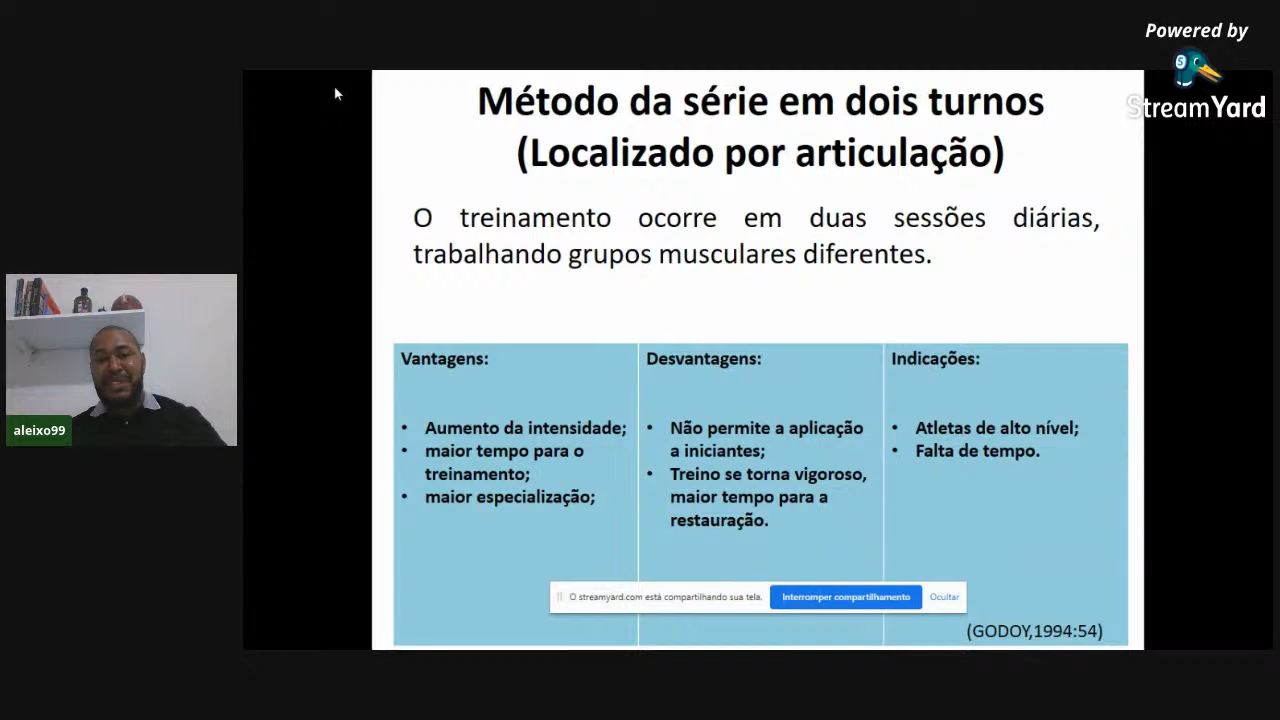 Powered by
StreamYard
Método da série em dois turnos
(Localizado por articulação)
O treinamento ocorre em duas sessões diárias,
trabalhando grupos musculares diferentes.
Vantagens:
• Aumento da intensidade;
• maior tempo para o
treinamento;
• maior especialização;
Desvantagens:
• Não permite a aplicação
a iniciantes;
• Treino se torna vigoroso,
maior tempo para a
restauração.
Indicações:
• Atletas de alto nível;
• Falta de tempo.
aleixo99
O streamyard.com está compartilhando sua tela.
Interromper compartilhamento
Ocultar
(GODOY,1994:54)